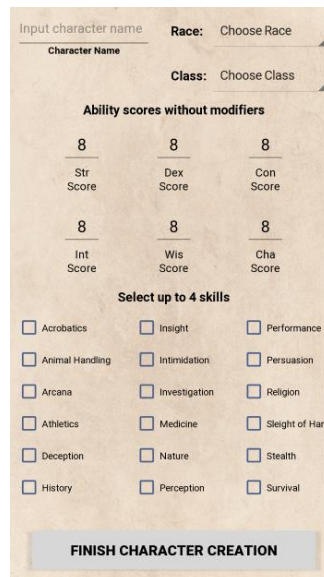 Input character name Race: Choose Race
Character Name
Class: Choose Class
Ability scores without modifiers
8 8 8
Str Dex Con
Score Score Score
8 8 8
Int Wis Cha
Score Score Score
Select up to 4 skills
Acrobatics Insight Performance
Animal Handling Intimidation Persuasion
Arcana Investigation Religion
Athletics Medicine Sleight of Har
Deception Nature Stealth
History Perception Survival
FINISH CHARACTER CREATION